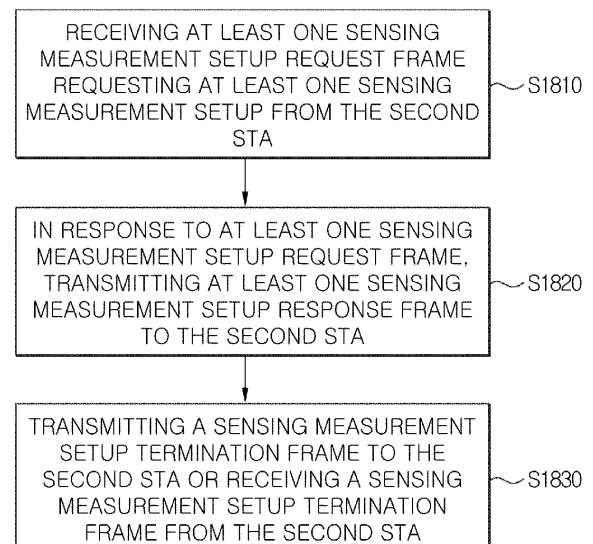 RECEIVING AT LEAST ONE SENSING
MEASUREMENT SETUP REQUEST FRAME
REQUESTING AT LEAST ONE SENSING
MEASUREMENT SETUP FROM THE SECOND
STA
S1810
IN RESPONSE TO AT LEAST ONE SENSING
MEASUREMENT SETUP REQUEST FRAME,
TRANSMITTING AT LEAST ONE SENSING
MEASUREMENT SETUP RESPONSE FRAME
TO THE SECOND STA
S1820
TRANSMITTING A SENSING MEASUREMENT
SETUP TERMINATION FRAME TO THE
SECOND STA OR RECEIVING A SENSING
MEASUREMENT SETUP TERMINATION
FRAME FROM THE SECOND STA
S1830